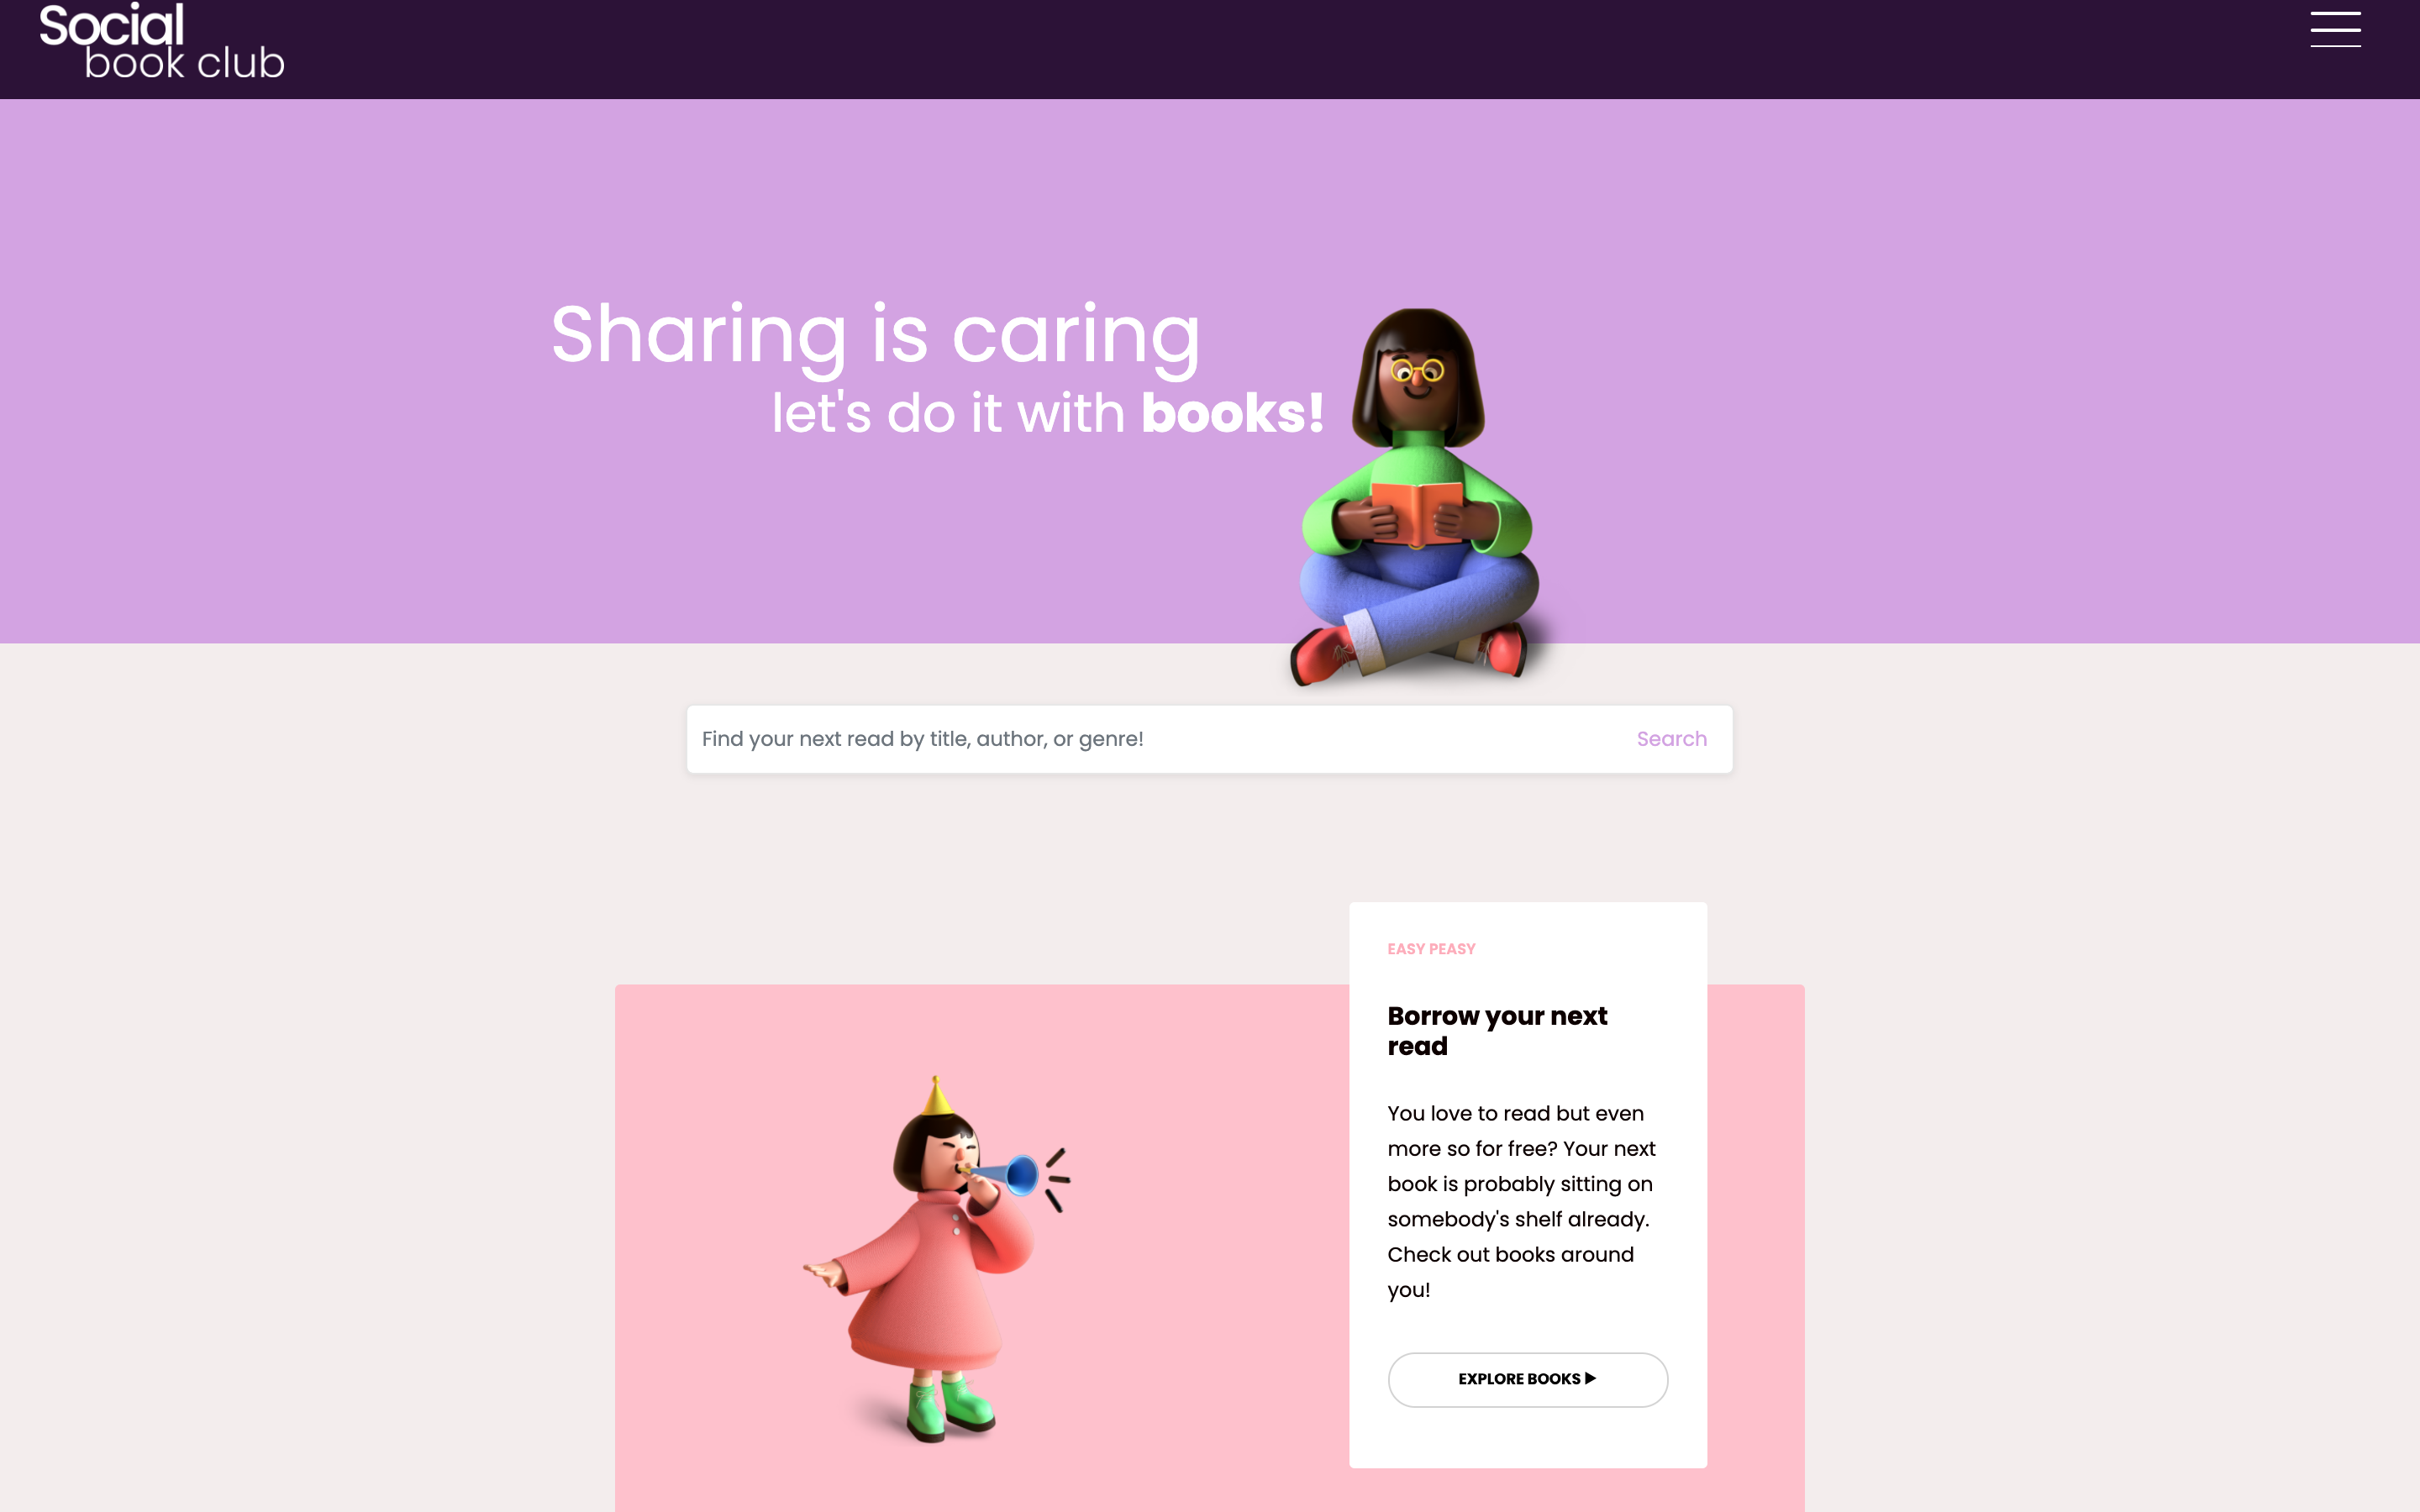 Social
book club
Sharing is caring
let's do it with books!
Find your next read by title, author, or genre!
Search
EASY PEASY
Borrow your next
read
You love to read but even
more so for free? Your next
book is probably sitting on
somebody's shelf already.
Check out books around
you!
EXPLORE BOOKS